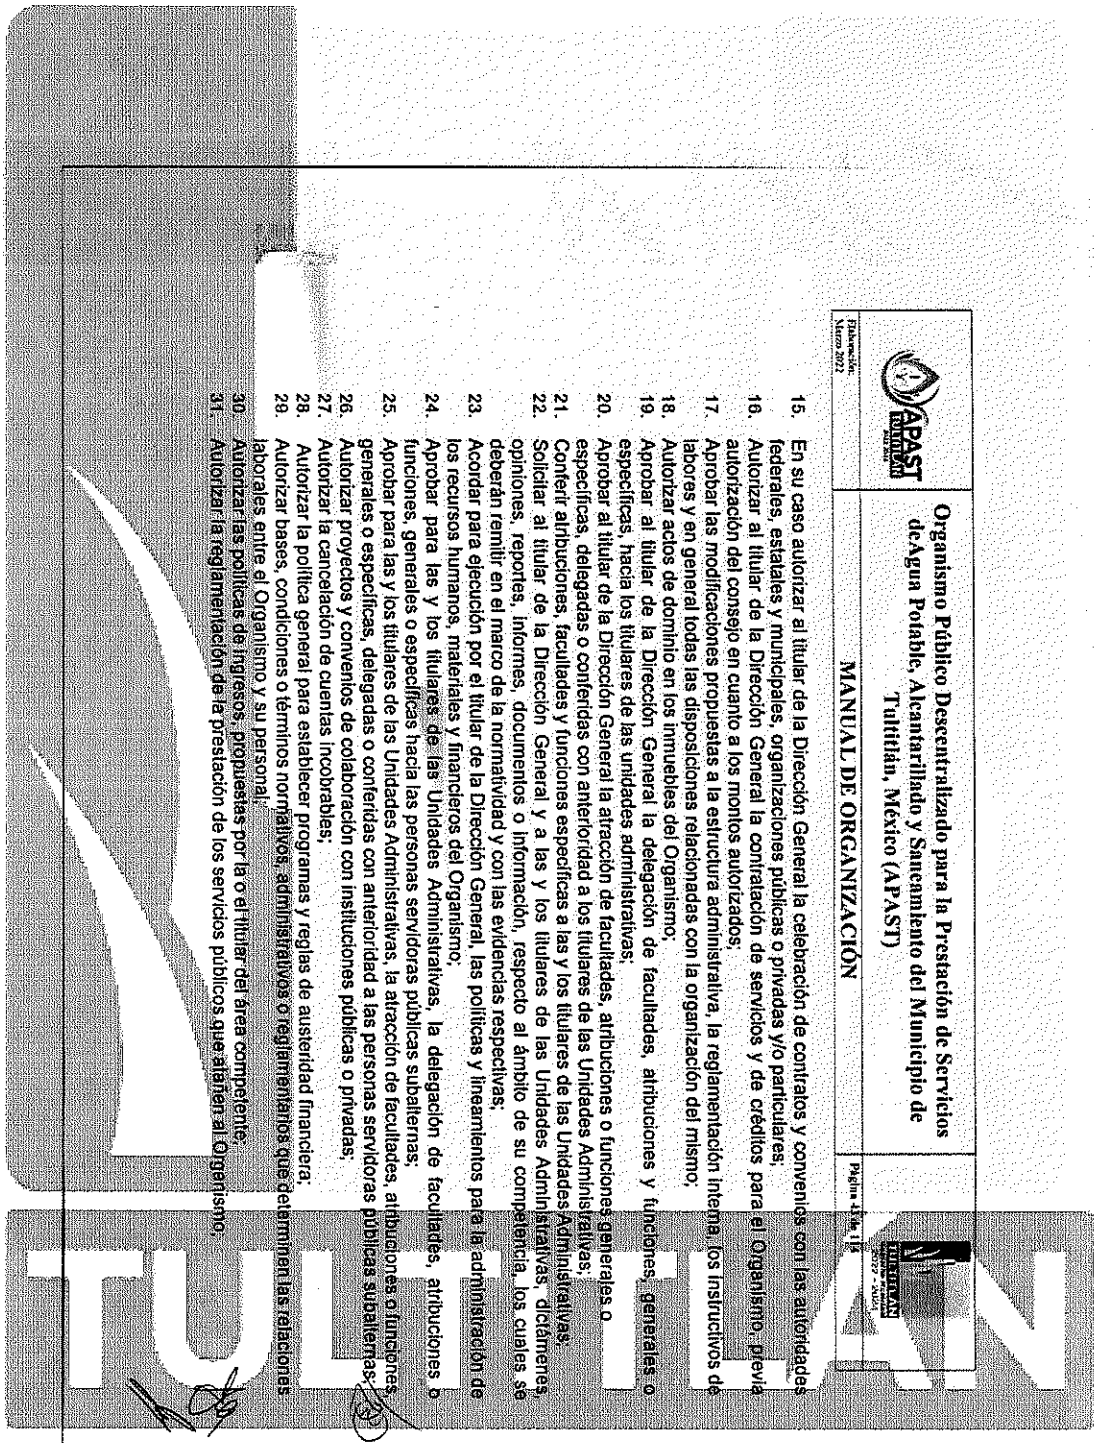 APAST
TULTITLÁN
Organismo Público Descentralizado para la Prestación de Servicios
de Agua Potable, Alcantarillado y Saneamiento del Municipio de
Tultitlán, México (APAST)
TULTITLÁN
2022 - 2024
Elaboración:
Marzo 2022
MANUAL DE ORGANIZACIÓN
Página 42 de
15. En su caso autorizar al titular de la Dirección General la celebración de contratos y convenios con las autoridades
federales, estatales y municipales, organizaciones públicas o privadas y/o particulares;
16. Autorizar al titular de la Dirección General la contratación de servicios y de créditos para el Organismo, previa
autorización del consejo en cuanto a los montos autorizados;
17. Aprobar las modificaciones propuestas a la estructura administrativa, la reglamentación interna, los instructivos de
labores y en general todas las disposiciones relacionadas con la organización del mismo;
18. Autorizar actos de dominio en los inmuebles del Organismo;
19. Aprobar al titular de la Dirección General la delegación de facultades, atribuciones y funciones, generales o
específicas, hacia los titulares de las unidades administrativas;
20. Aprobar al titular de la Dirección General la atracción de facultades, atribuciones o funciones generales o
específicas, delegadas o conferidas con anterioridad a los titulares de las Unidades Administrativas;
21. Conferir atribuciones, facultades y funciones específicas a las y los titulares de las Unidades Administrativas;
22. Solicitar al titular de la Dirección General y a las y los titulares de las Unidades Administrativas, dictámenes,
opiniones, reportes, informes, documentos o información, respecto al ámbito de su competencia, los cuales se
deberán remitir en el marco de la normatividad y con las evidencias respectivas;
23. Acordar para ejecución por el titular de la Dirección General, las políticas y lineamientos para la administración de
los recursos humanos, materiales y financieros del Organismo;
24. Aprobar para las y los titulares de las Unidades Administrativas, la delegación de facultades, atribuciones o
funciones, generales o específicas hacia las personas servidoras públicas subalternas;
25. Aprobar para las y los titulares de las Unidades Administrativas, la atracción de facultades, atribuciones o funciones,
generales o específicas, delegadas o conferidas con anterioridad a las personas servidoras públicas subalternas;
26. Autorizar proyectos y convenios de colaboración con instituciones públicas o privadas;
27. Autorizar la cancelación de cuentas incobrables;
28. Autorizar la política general para establecer programas y reglas de austeridad financiera;
29. Autorizar bases, condiciones o términos normativos, administrativos o reglamentarios que determinen las relaciones
laborales entre el Organismo y su personal;
30. Autorizar las políticas de ingresos, propuestas por la o el titular del área competente;
31. Autorizar la reglamentación de la prestación de los servicios públicos que atañen al Organismo;
TULTITLAN